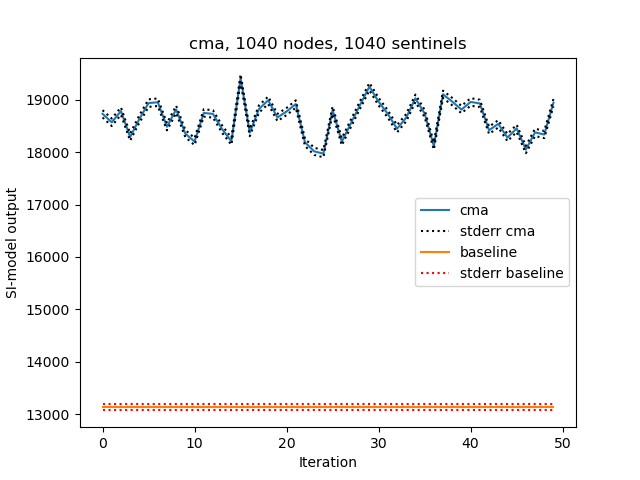 cma, 1040 nodes, 1040 sentinels
SI-model output
19000
18000
17000
16000
15000
14000
13000
cma
stderr cma
baseline
stderr baseline
0 10 20 30 40 50
Iteration